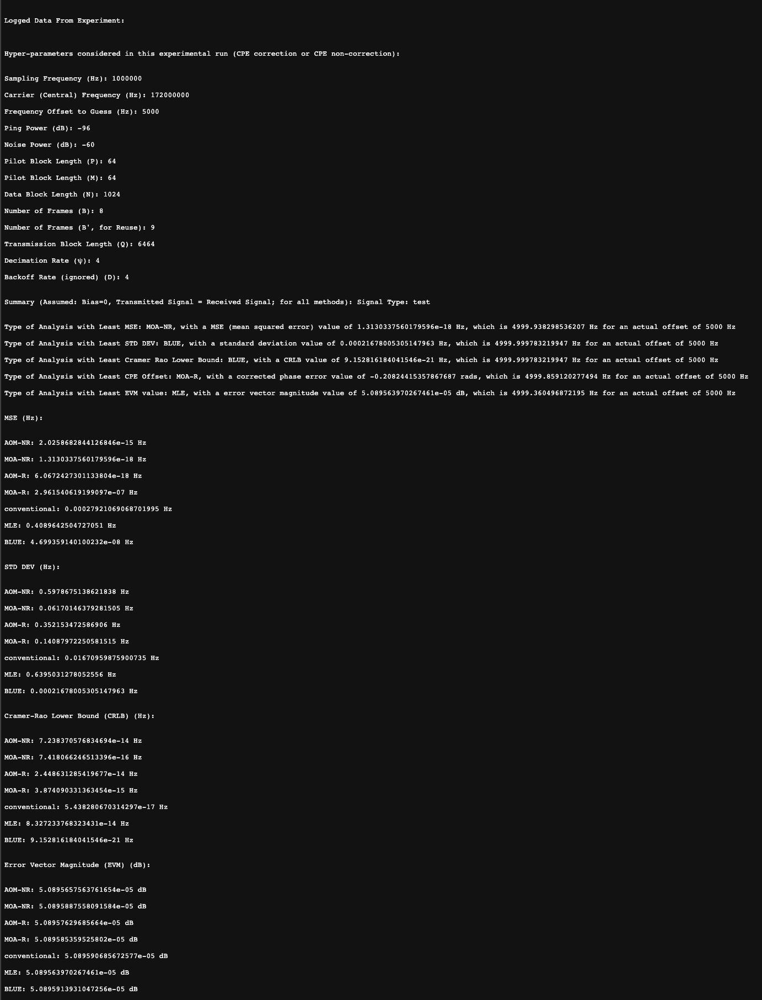 Logged Data From Experiment:
Hyper-parameters considered in this experimental run (CPE correction or CPE non-correction):
Sampling Frequency (Hz): 1000000
Carrier (Central) Frequency (Hz): 172000000
Frequency Offset to Guess (Hz): 5000
Ping Power (dB): -96
Noise Power (dB): -60
Pilot Block Length (P): 64
Pilot Block Length (M): 64
Data Block Length (N): 1024
Number of Frames (B): 8
Number of Frames (B', for Reuse): 9
Transmission Block Length (Q): 6464
Decimation Rate (ψ): 4
Backoff Rate (ignored) (D): 4
Summary (Assumed: Bias=0, Transmitted Signal = Received Signal; for all methods): Signal Type: test
Type of Analysis with Least MSE: MOA-NR, with a MSE (mean squared error) value of 1.3130337560179596e-18 Hz, which is 4999.938298536207 Hz for an actual offset of 5000 Hz
Type of Analysis with Least STD DEV: BLUE, with a standard deviation value of 0.00021678005305147963 Hz, which is 4999.999783219947 Hz for an actual offset of 5000 Hz
Type of Analysis with Least Cramer Rao Lower Bound: BLUE, with a CRLB value of 9.152816184041546e-21 Hz, which is 4999.999783219947 Hz for an actual offset of 5000 Hz
Type of Analysis with Least CPE Offset: MOA-R, with a corrected phase error value of -0.20824415357867687 rads, which is 4999.859120277494 Hz for an actual offset of 5000 Hz
Type of Analysis with Least EVM value: MLE, with a error vector magnitude value of 5.089563970267461e-05 dB, which is 4999.360496872195 Hz for an actual offset of 5000 Hz
MSE (Hz):
AOM-NR: 2.0258682844126846e-15 Hz
MOA-NR: 1.3130337560179596e-18 Hz
AOM-R: 6.0672427301133804e-18 Hz
MOA-R: 2.961540619199097e-07 Hz
conventional: 0.00027921069068701995 Hz
MLE: 0.4089642504727051 Hz
BLUE: 4.699359140100232e-08 Hz
STD DEV (Hz):
AOM-NR: 0.5978675138621838 Hz
MOA-NR: 0.06170146379281505 Hz
AOM-R: 0.352153472586906 Hz
MOA-R: 0.14087972250581515 Hz
conventional: 0.01670959875900735 Hz
MLE: 0.6395031278052556 Hz
BLUE: 0.00021678005305147963 Hz
Cramer-Rao Lower Bound (CRLB) (Hz):
AOM-NR: 7.238370576834694e-14 Hz
MOA-NR: 7.418066246513396e-16 Hz
AOM-R: 2.448631285419677e-14 Hz
MOA-R: 3.874090331363454e-15 Hz
conventional: 5.438280670314297e-17 Hz
MLE: 8.327233768323431e-14 Hz
BLUE: 9.152816184041546e-21 Hz
Error Vector Magnitude (EVM) (dB):
AOM-NR: 5.0895657563761654e-05 dB
MOA-NR: 5.0895887558091584e-05 dB
AOM-R: 5.08957629685664e-05 dB
MOA-R: 5.089585359525802e-05 dB
conventional: 5.089590685672577e-05 dB
MLE: 5.089563970267461e-05 dB
BLUE: 5.0895913931047256e-05 dB